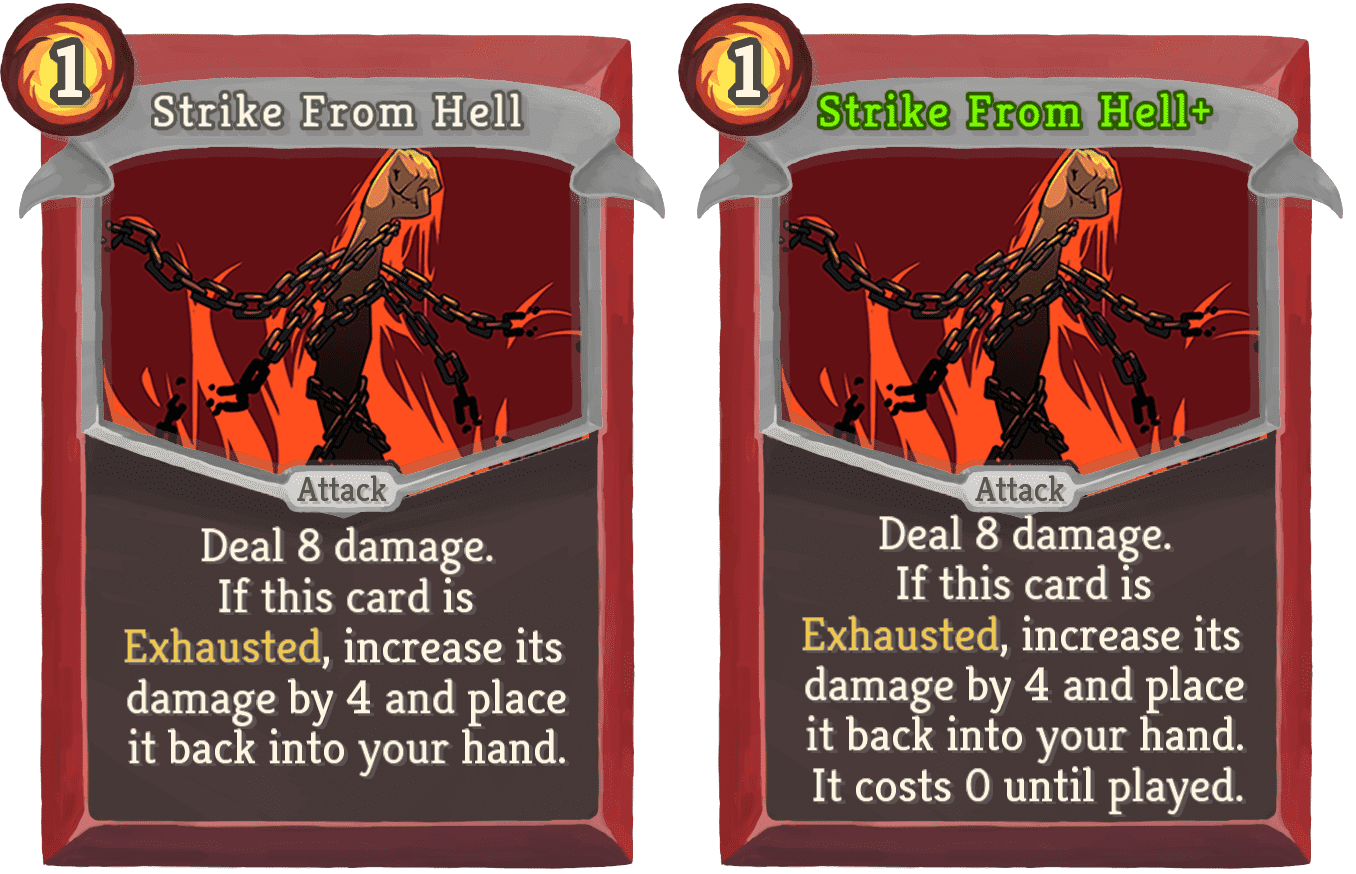 1
Strike From Hell
Attack
Deal 8 damage.
If this card is
Exhausted, increase its
damage by 4 and place
it back into your hand.
1
Strike From Hell+
Attack
Deal 8 damage.
If this card is
Exhausted, increase its
damage by 4 and place
it back into your hand.
It costs 0 until played.